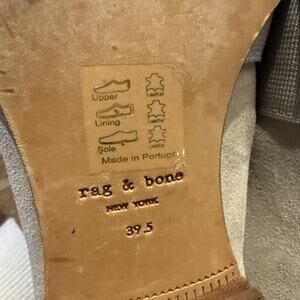 Upper Leather
Lining Leather
Sole Leather
Made in Portugal
rag & bone
NEW YORK
39.5